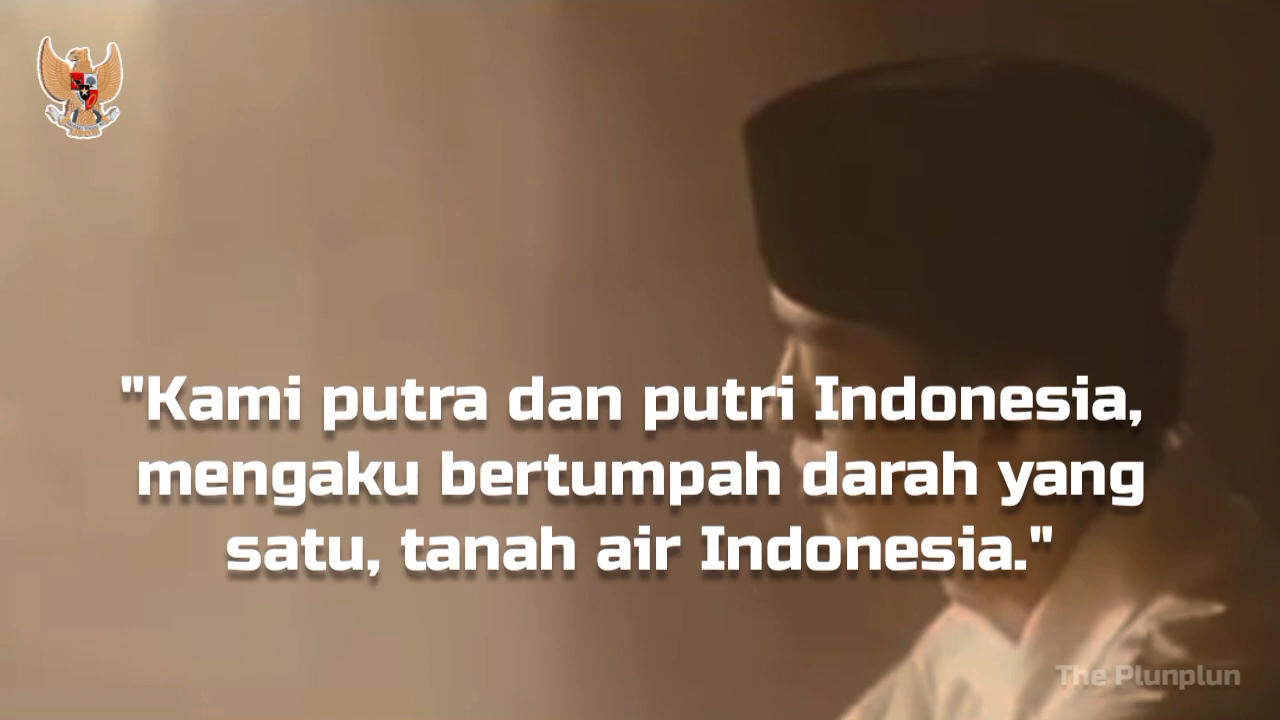 "Kami putra dan putri Indonesia,
mengaku bertumpah darah yang
satu, tanah air Indonesia."
The Plunplun